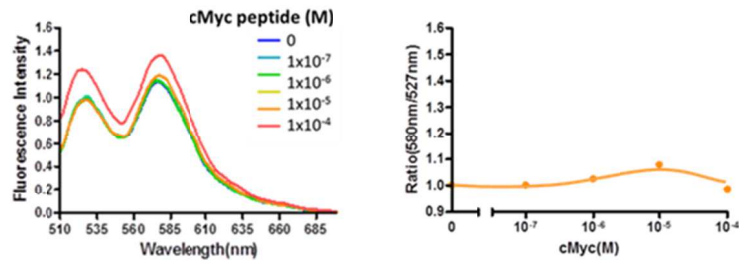 cMyc peptide (M)
0
1x10-7
1x10-6
1x10-5
1x10-4
Fluorescence Intensity
1.6
1.4
1.2
1.0
0.8
0.6
0.4
0.2
0.0
510 535 560 585 610 635 660 685
Wavelength(nm)
Ratio(580nm/527nm)
1.6
1.5
1.4
1.3
1.2
1.1
1.0
0.9
0 10-7 10-6 10-5 10-4
cMyc(M)